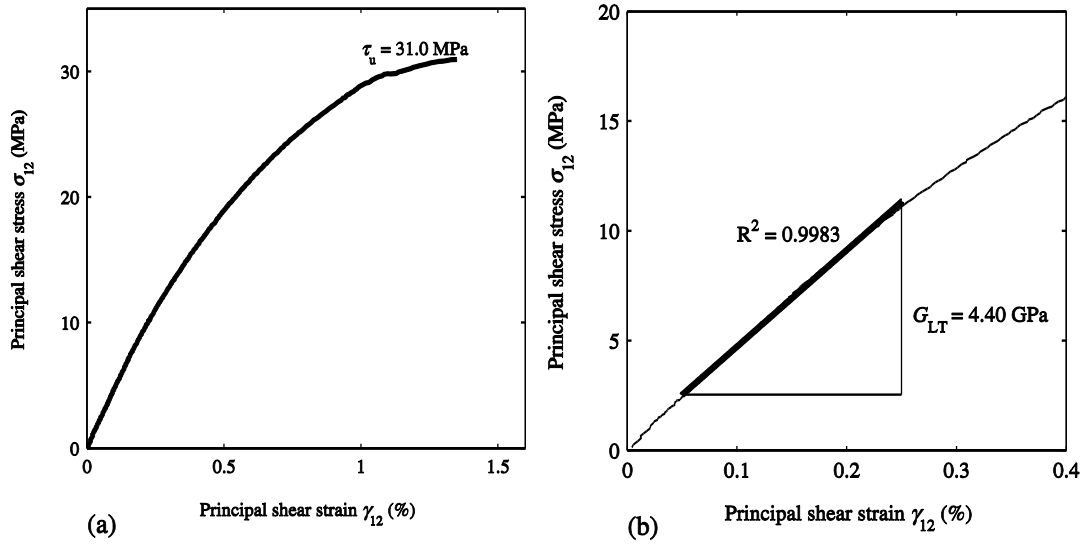 τu = 31.0 MPa
30
20
10
0
0
0.5
1
1.5
Principal shear stress σ12 (MPa)
Principal shear strain γ12 (%)
(a)
20
15
10
5
0
0
0.1
0.2
0.3
0.4
R² = 0.9983
GLT = 4.40 GPa
Principal shear stress σ12 (MPa)
Principal shear strain γ12 (%)
(b)